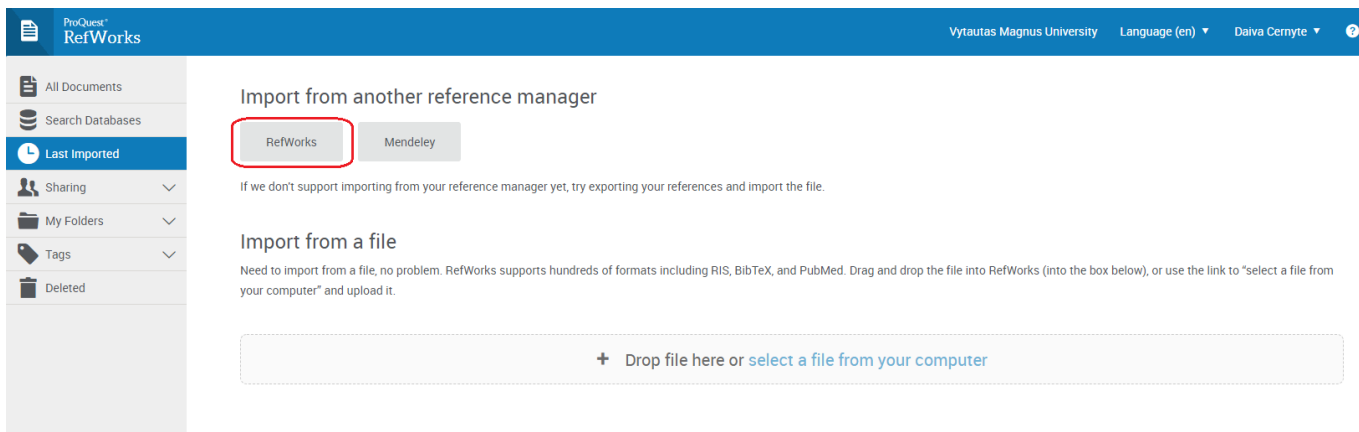 ProQuest®
RefWorks
Vytautas Magnus University Language (en) ▼ Daiva Cernyte ▼ ?
All Documents
Search Databases
Last Imported
Sharing
My Folders
Tags
Deleted
Import from another reference manager
RefWorks Mendeley
If we don't support importing from your reference manager yet, try exporting your references and import the file.
Import from a file
Need to import from a file, no problem. RefWorks supports hundreds of formats including RIS, BibTeX, and PubMed. Drag and drop the file into RefWorks (into the box below), or use the link to "select a file from
your computer" and upload it.
+ Drop file here or select a file from your computer